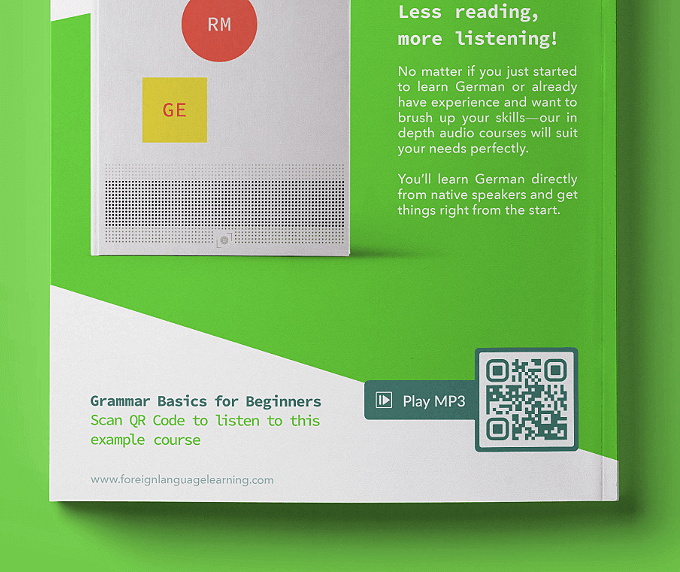 RM
GE
Less reading,
more listening!
No matter if you just started
to learn German or already
have experience and want to
brush up your skills—our in
depth audio courses will suit
your needs perfectly.
You'll learn German directly
from native speakers and get
things right from the start.
Grammar Basics for Beginners
Scan QR Code to listen to this
example course
Play MP3
www.foreignlanguagelearning.com